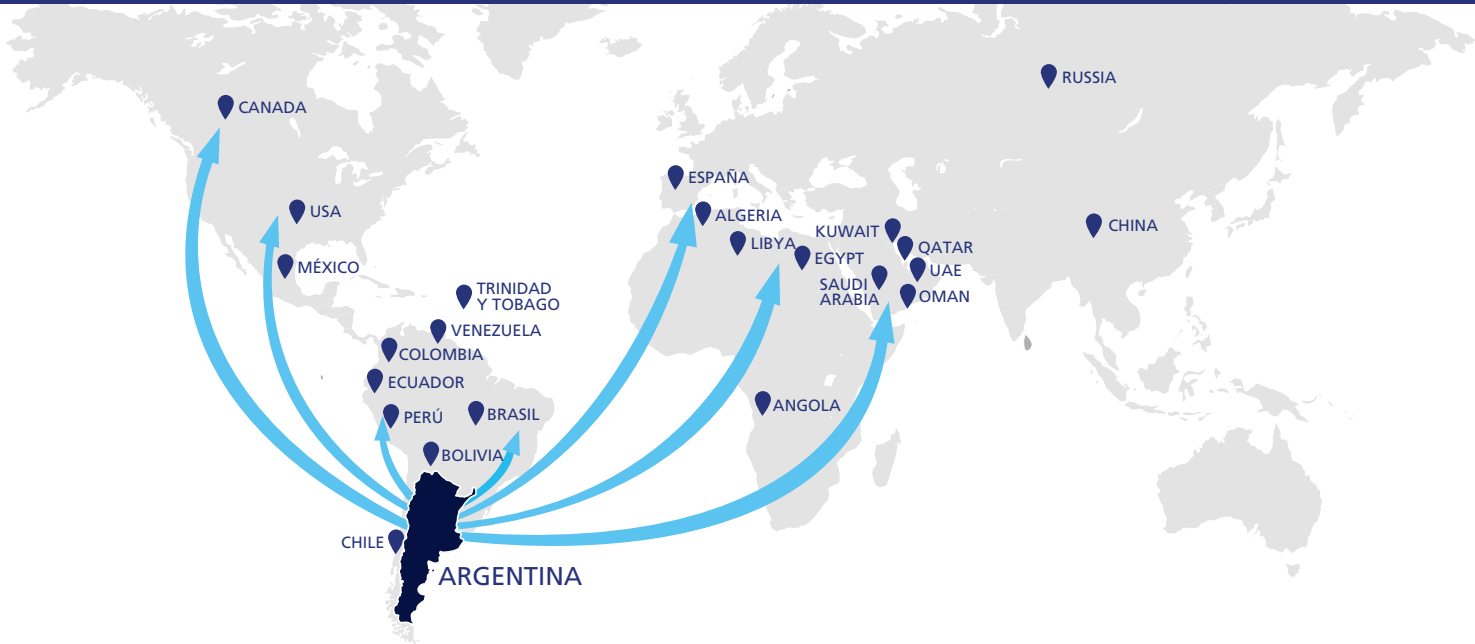 RUSSIA
CANADA
ESPAÑA
USA
ALGERIA
CHINA
KUWAIT
LIBYA
QATAR
EGYPT
MÉXICO
UAE
SAUDI
ARABIA
OMAN
TRINIDAD
Y TOBAGO
VENEZUELA
COLOMBIA
ECUADOR
ANGOLA
PERÚ
BRASIL
BOLIVIA
CHILE
ARGENTINA